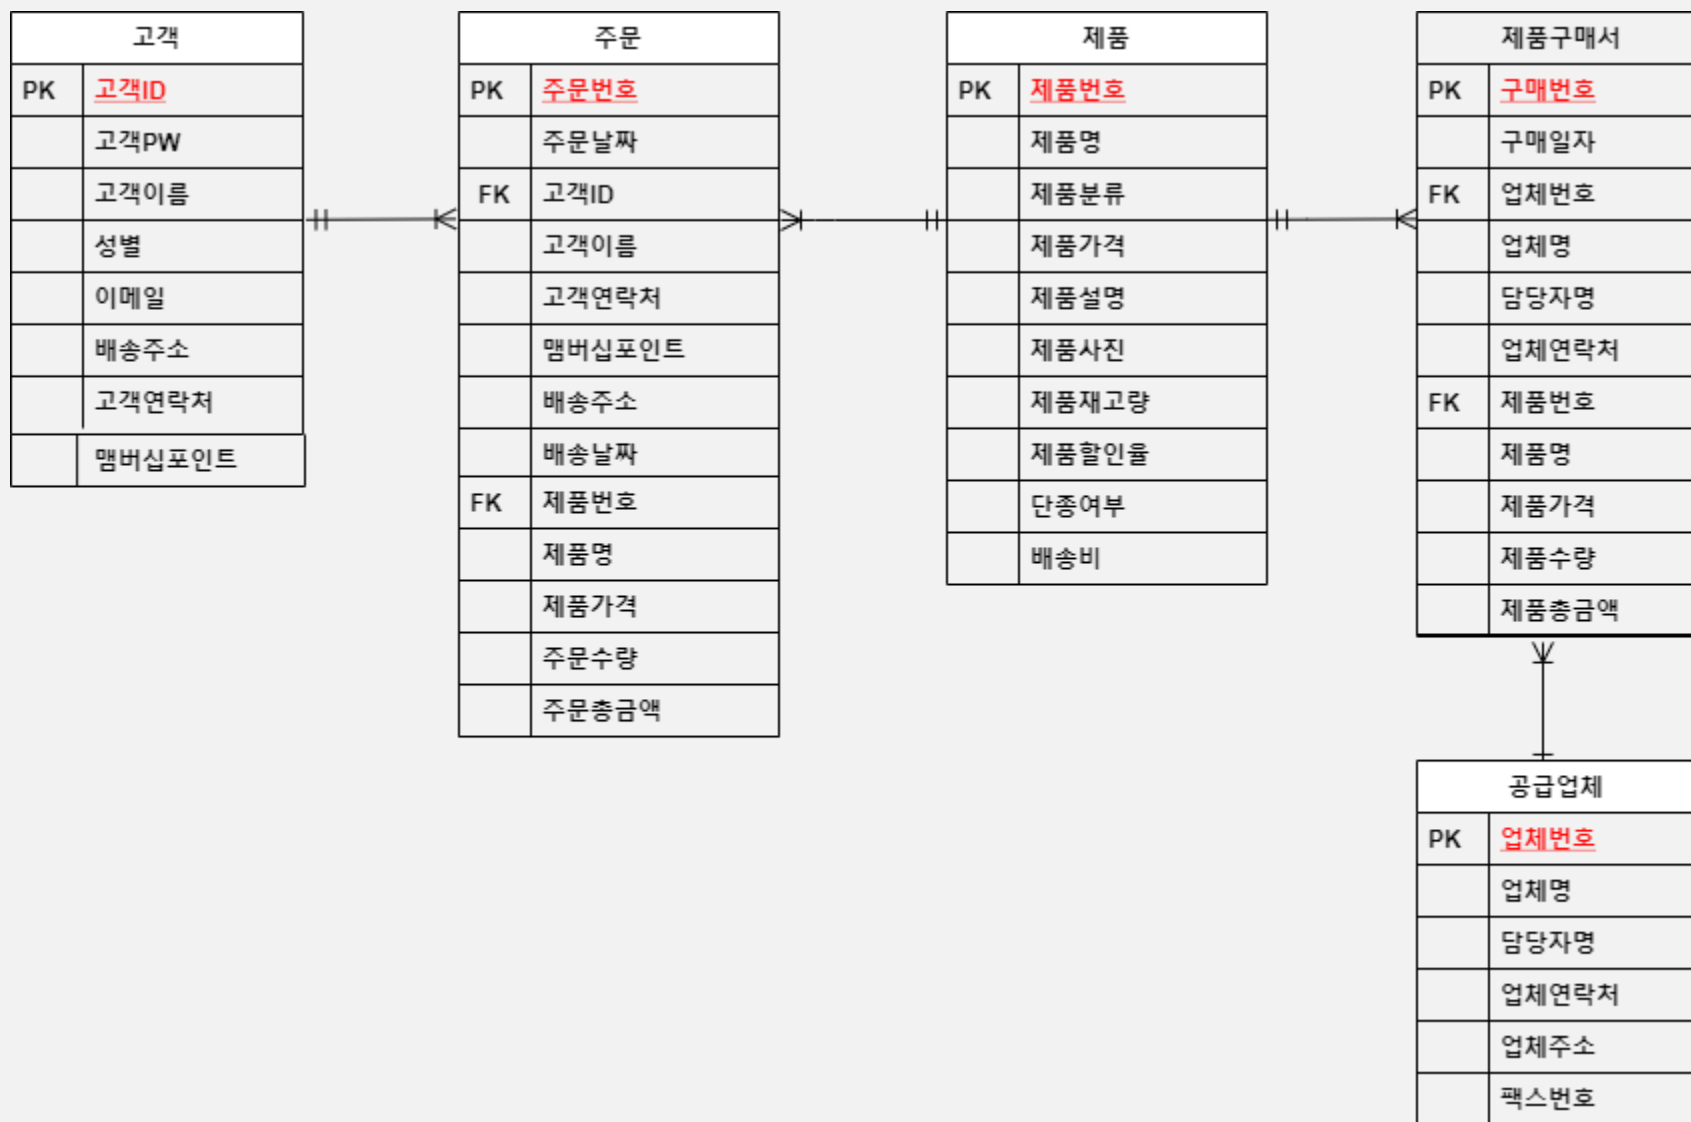 고객
PK 고객ID
고객PW
고객이름
성별
이메일
배송주소
고객연락처
맴버십포인트
주문
PK 주문번호
주문날짜
FK 고객ID
고객이름
고객연락처
맴버십포인트
배송주소
배송날짜
FK 제품번호
제품명
제품가격
주문수량
주문총금액
제품
PK 제품번호
제품명
제품분류
제품가격
제품설명
제품사진
제품재고량
제품할인율
단종여부
배송비
제품구매서
PK 구매번호
구매일자
FK 업체번호
업체명
담당자명
업체연락처
FK 제품번호
제품명
제품가격
제품수량
제품총금액
공급업체
PK 업체번호
업체명
담당자명
업체연락처
업체주소
팩스번호